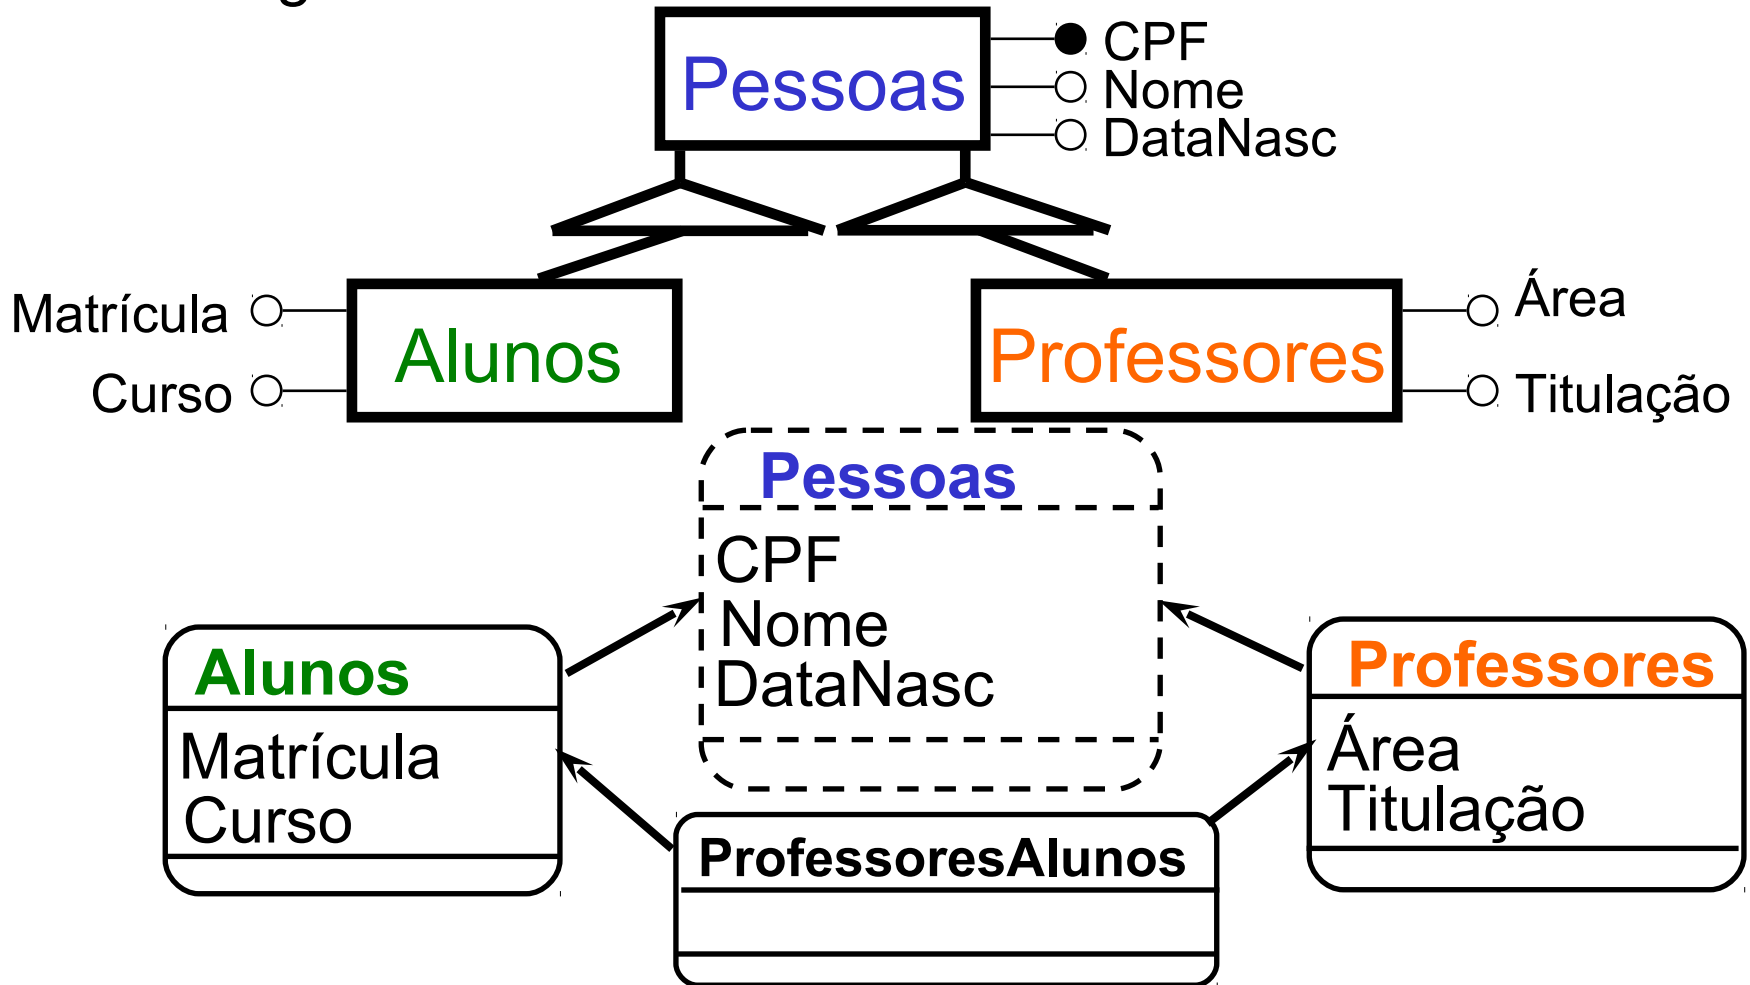 Pessoas
CPF
Nome
DataNasc
Matrícula
Curso
Alunos
Professores
Área
Titulação
Pessoas
CPF
Nome
DataNasc
Alunos
Matrícula
Curso
Professores
Área
Titulação
ProfessoresAlunos